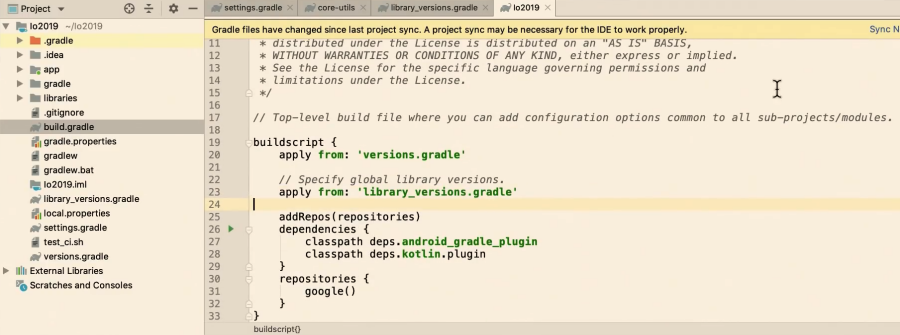 Project
settings.gradle
core-utils
library_versions.gradle
Io2019
Io2019 ~/Io2019
Gradle files have changed since last project sync. A project sync may be necessary for the IDE to work properly.
Sync N
.gradle
.idea
app
gradle
libraries
.gitignore
build.gradle
gradle.properties
gradlew
gradlew.bat
Io2019.iml
library_versions.gradle
local.properties
settings.gradle
test_ci.sh
versions.gradle
External Libraries
Scratches and Consoles
11 * distributed under the License is distributed on an "AS IS" BASIS,
12 * WITHOUT WARRANTIES OR CONDITIONS OF ANY KIND, either express or implied.
13 * See the License for the specific language governing permissions and
14 * limitations under the License.
15 */
16
17 // Top-level build file where you can add configuration options common to all sub-projects/modules.
18
19 buildscript {
20 apply from: 'versions.gradle'
21
22 // Specify global library versions.
23 apply from: 'library_versions.gradle'
24
25 addRepos(repositories)
26 dependencies {
27 classpath deps.android_gradle_plugin
28 classpath deps.kotlin.plugin
29 }
30 repositories {
31 google()
32 }
33 }
buildscript{}